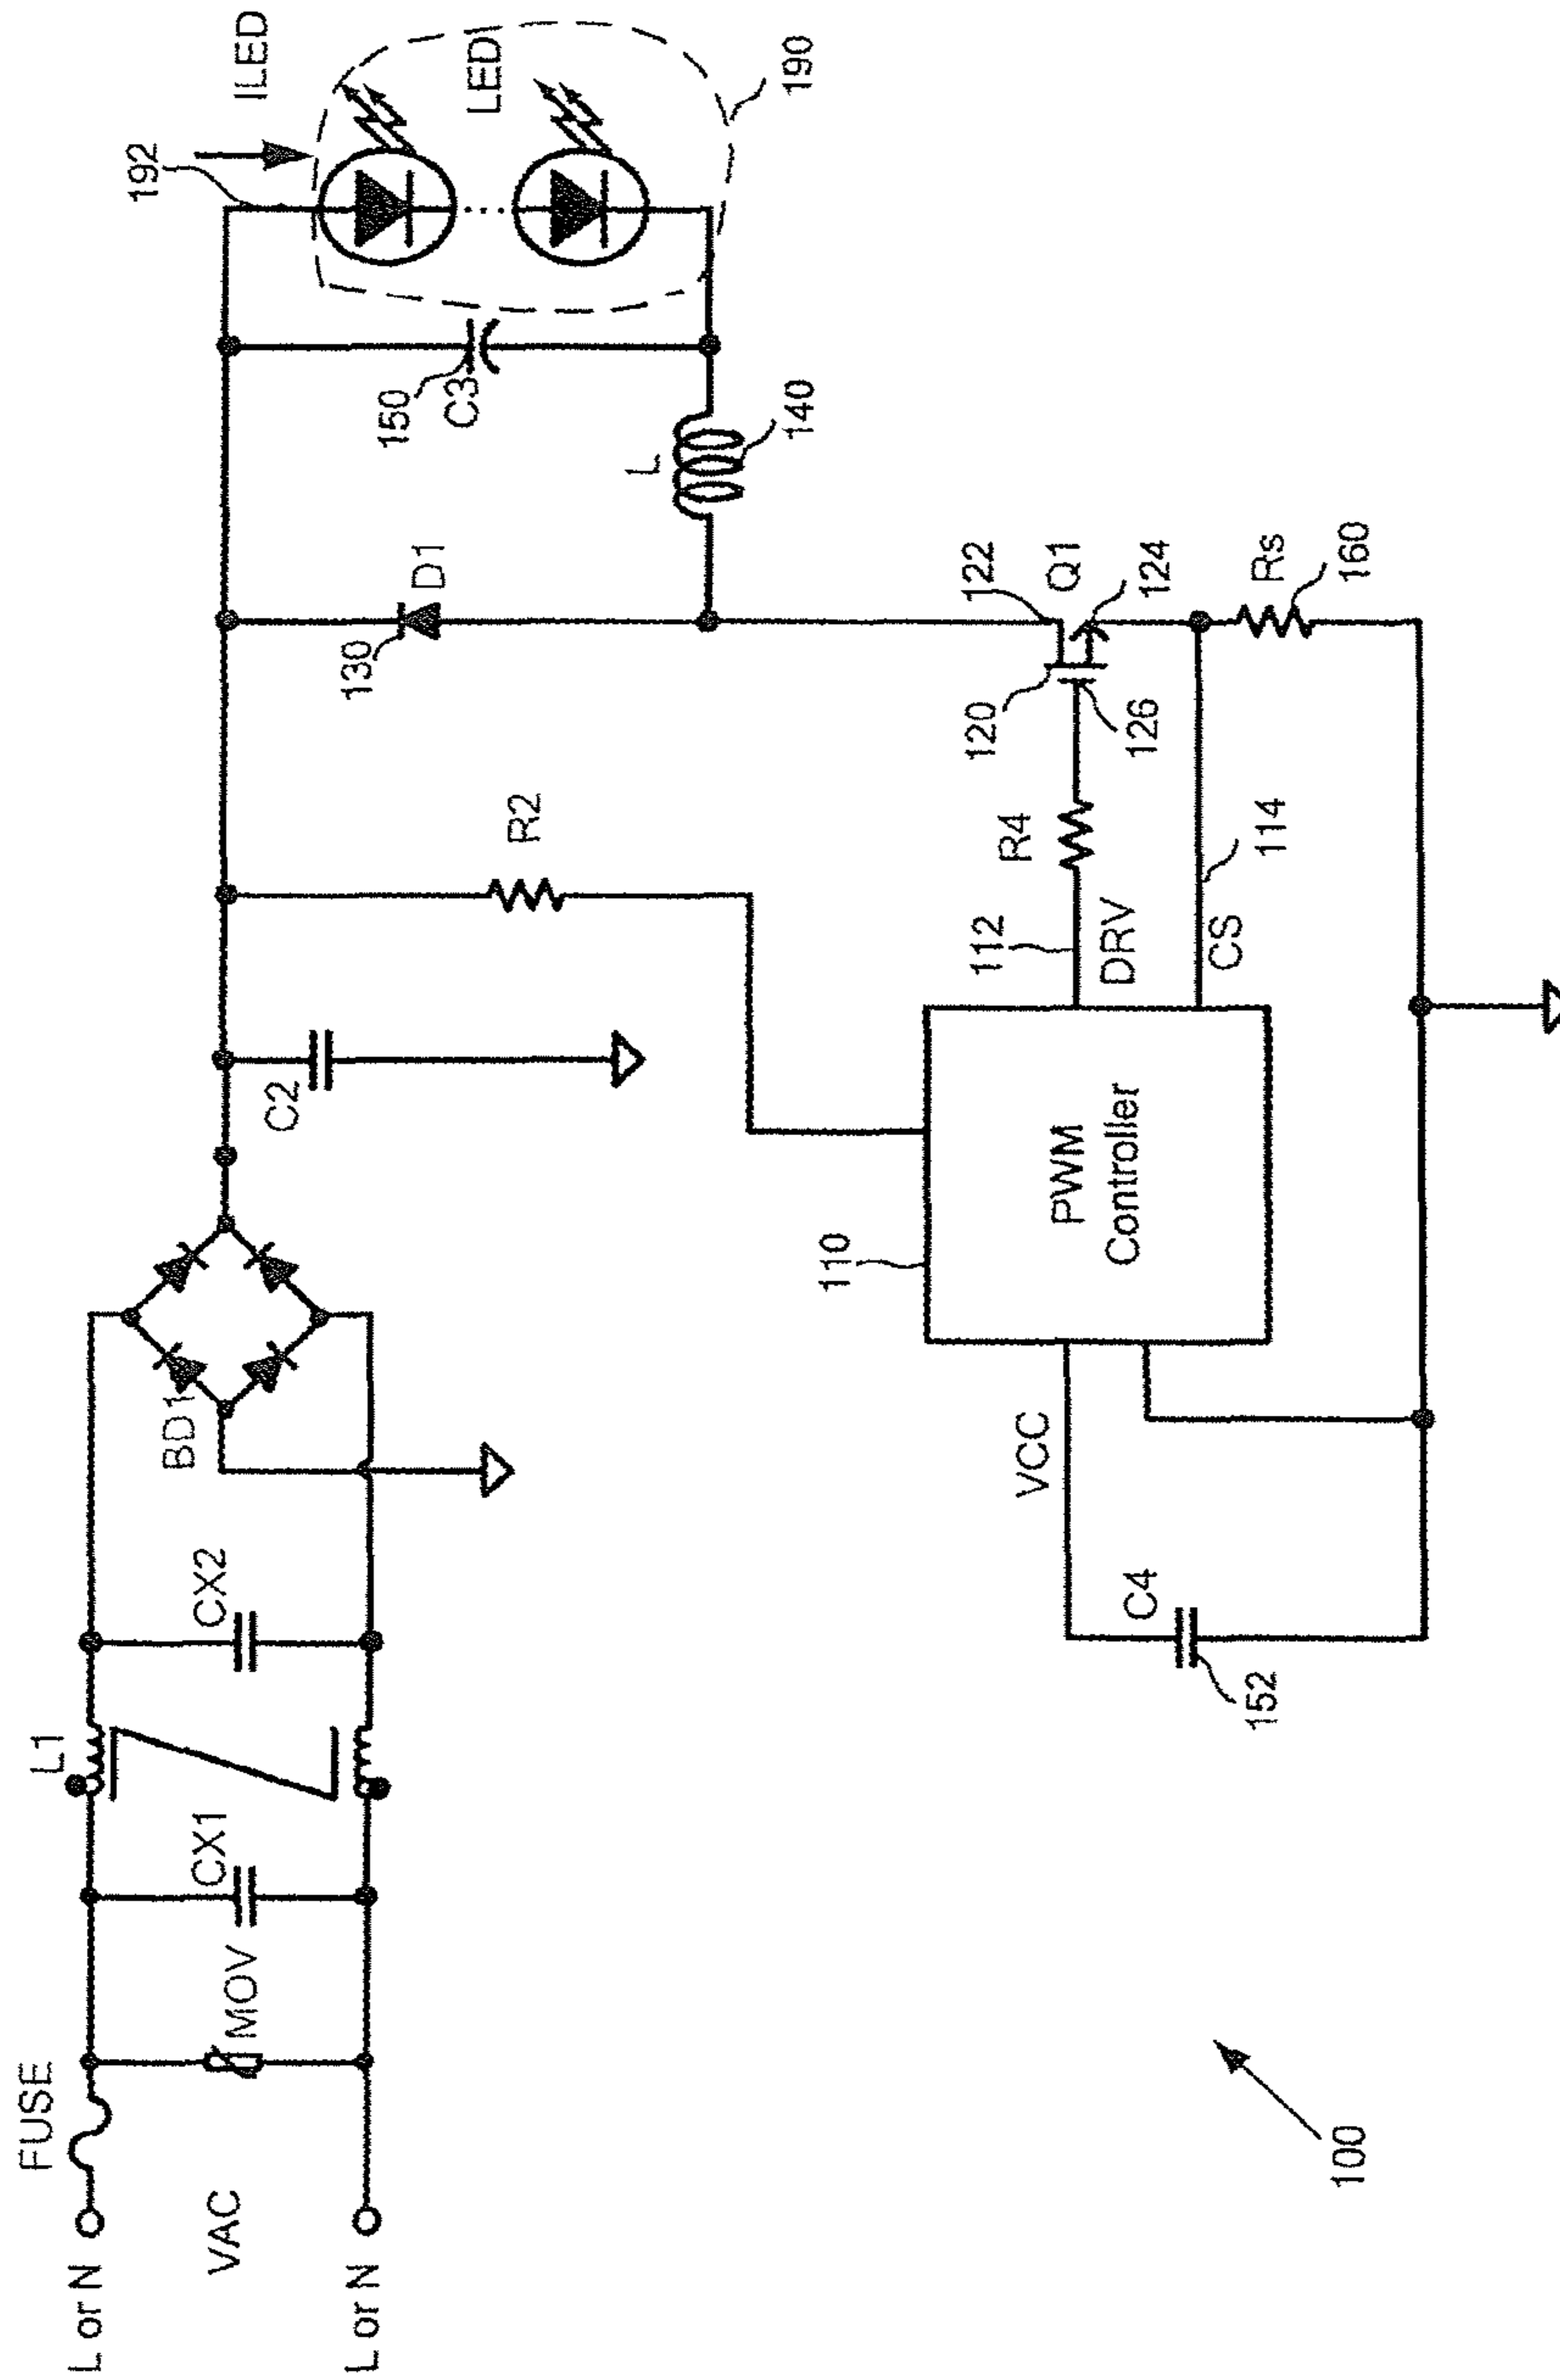 L or N
FUSE
VAC
L or N
MOV
CX1
L1
CX2
BD1
C2
R2
130
D1
150
C3
L
140
192
ILED
LED
190
110
PWM
Controller
VCC
C4
152
112
DRV
CS
114
R4
120
126
122
Q1
124
Rs
160
100